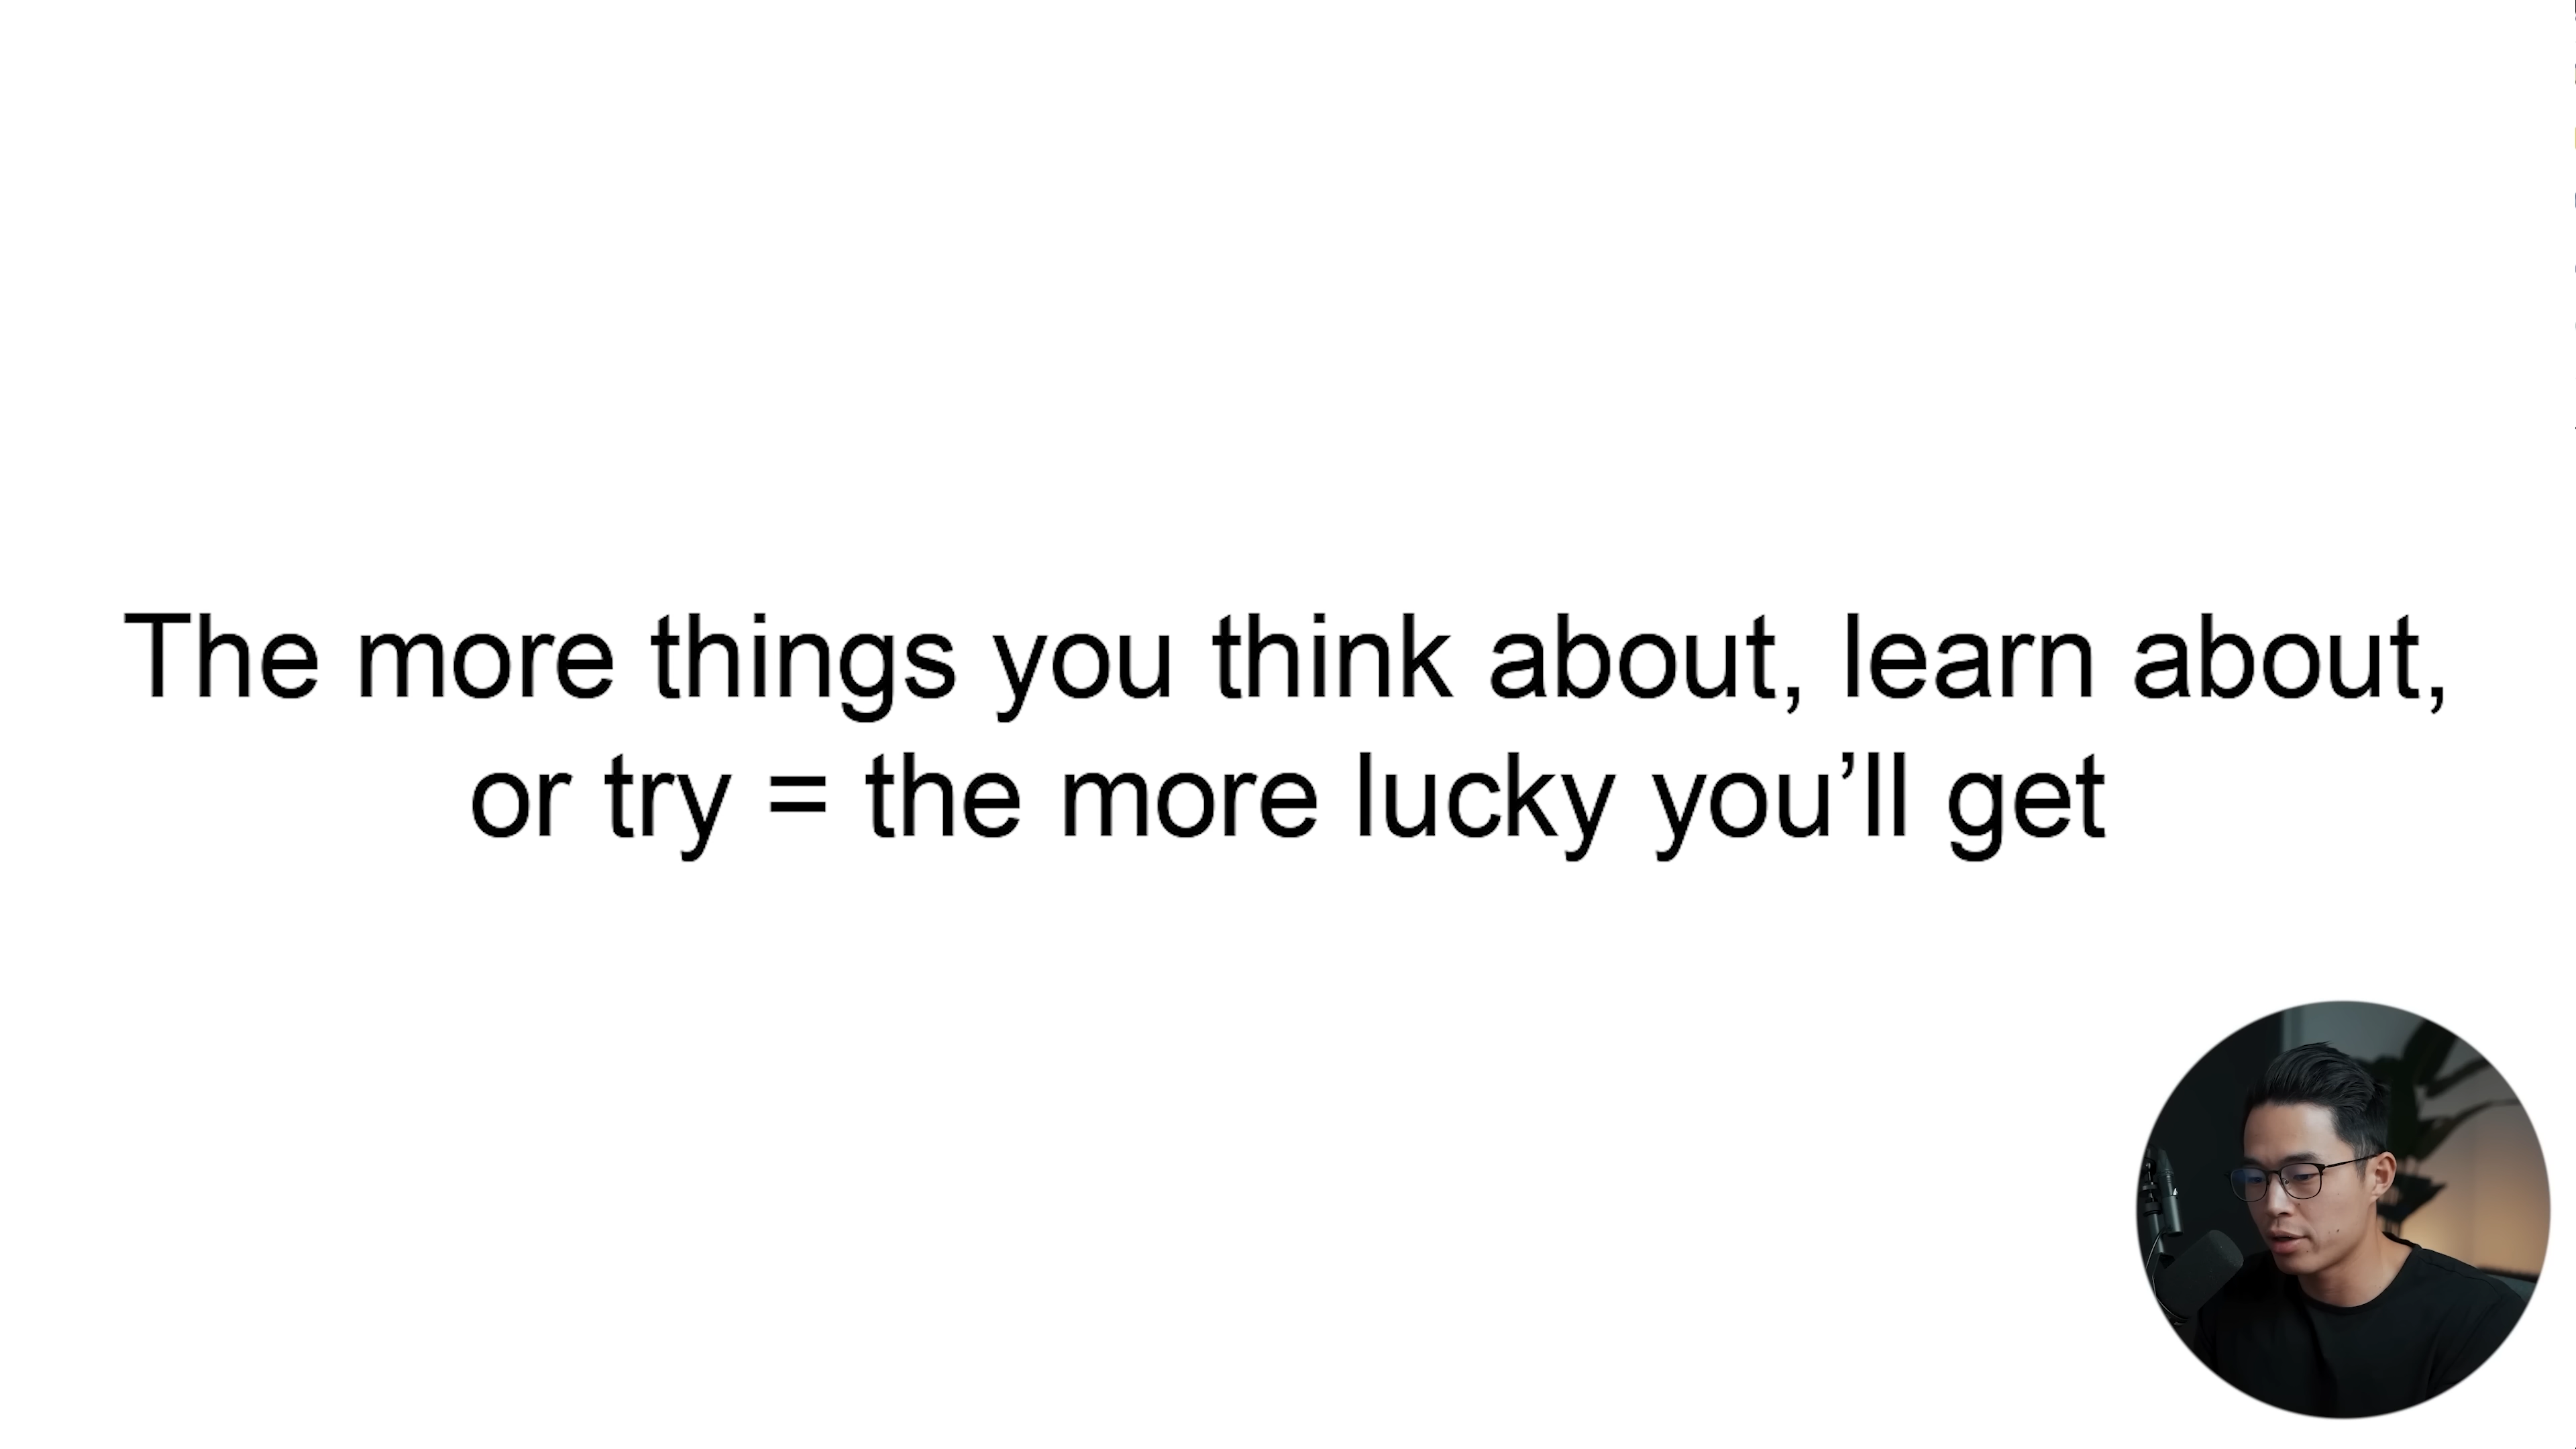 The more things you think about, learn about,
or try = the more lucky you’ll get